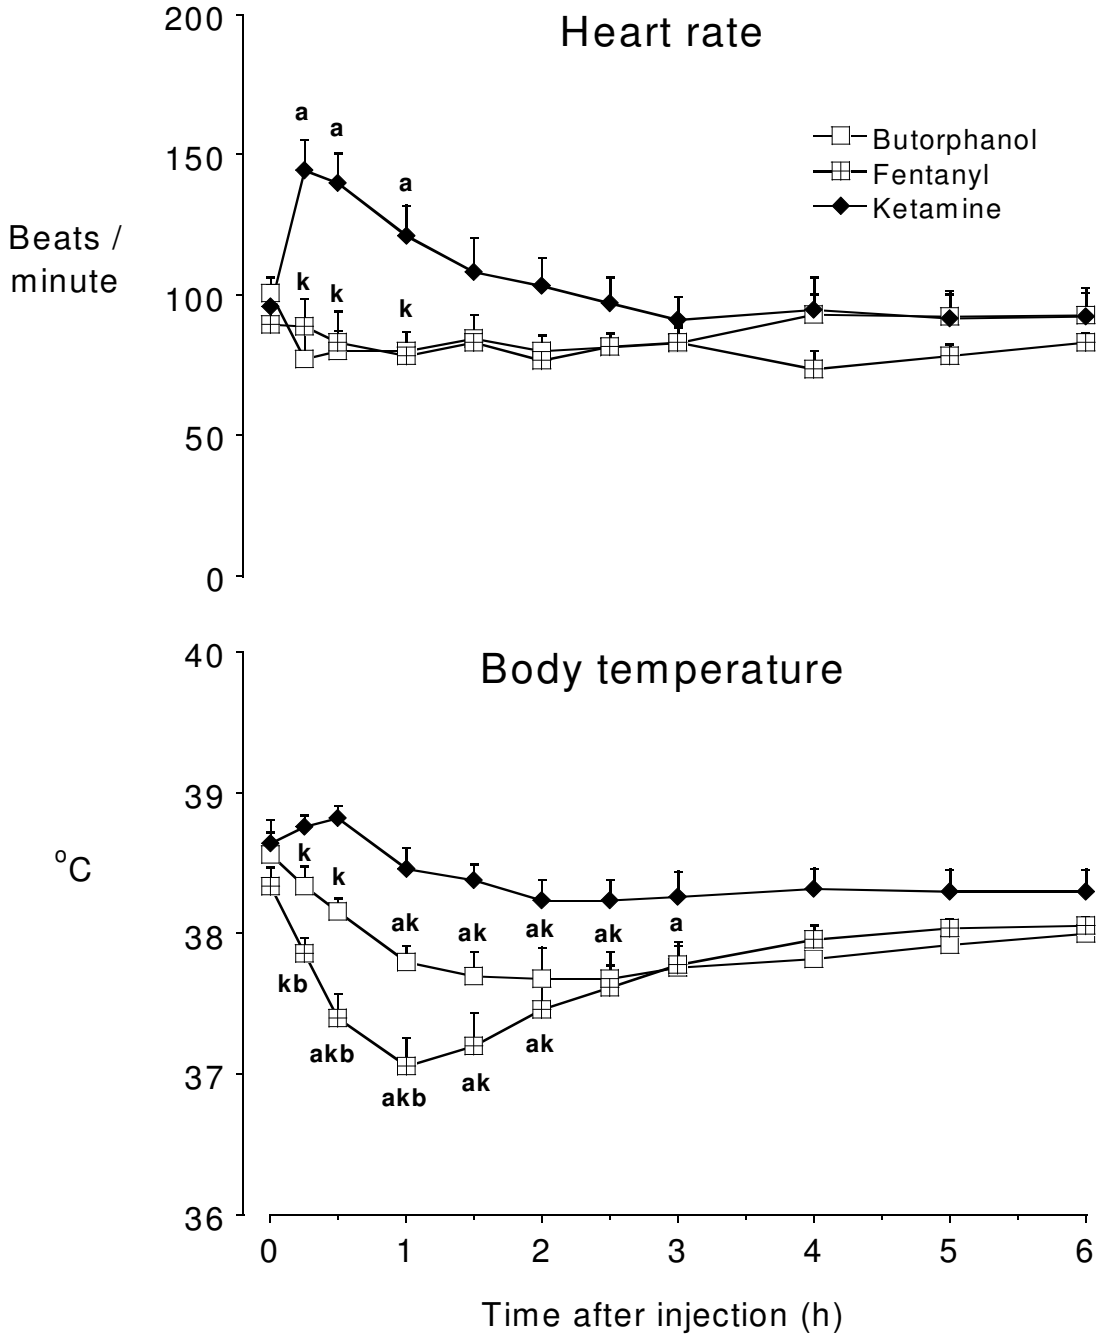 Heart rate
200
150
100
50
0
Beats /
minute
Butorphanol
Fentanyl
Ketamine
a
a
a
k
k
k
Body temperature
40
39
38
37
36
°C
k
k
ak
ak
ak
ak
a
kb
akb
akb
ak
ak
0 1 2 3 4 5 6
Time after injection (h)